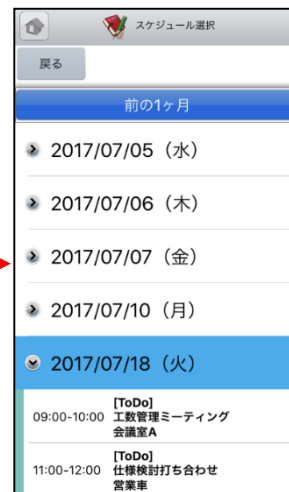 スケジュール選択
戻る
前の1ヶ月
2017/07/05（水）
2017/07/06（木）
2017/07/07（金）
2017/07/10（月）
2017/07/18（火）
[ToDo]
09:00-10:00 工数管理ミーティング
会議室A
[ToDo]
11:00-12:00 仕様検討打ち合わせ
営業車